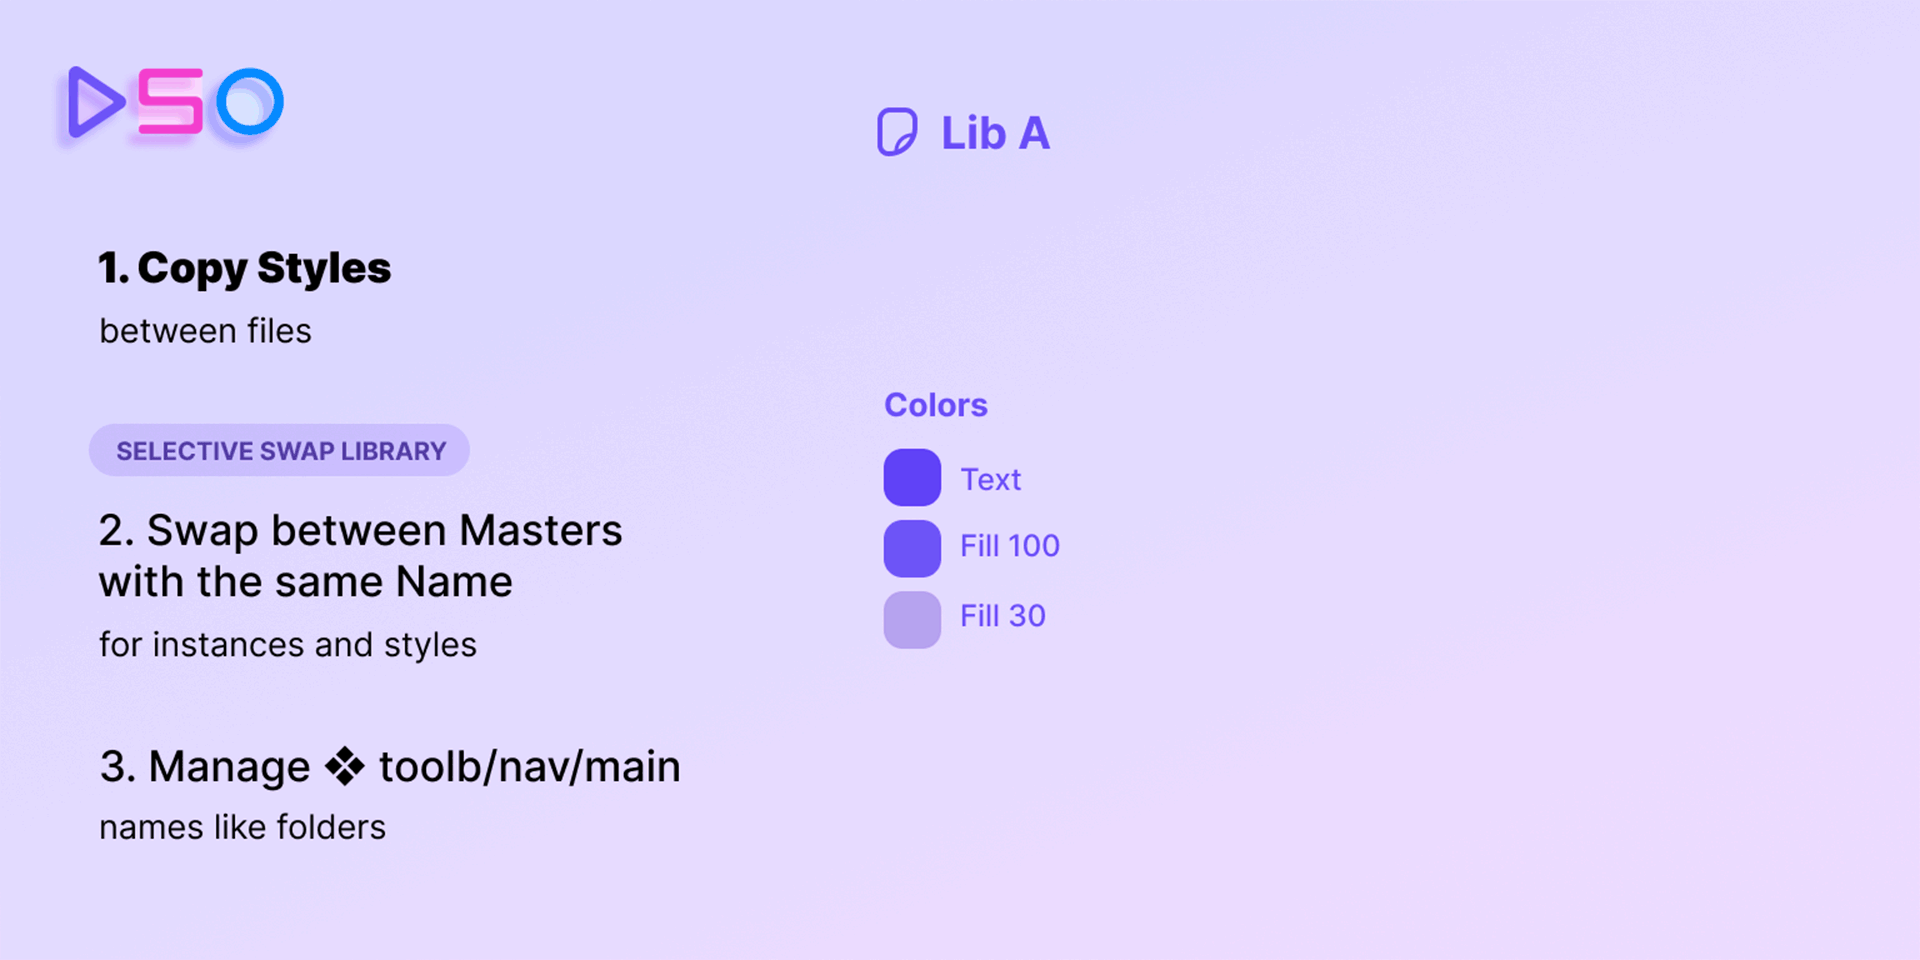 DSO
1. Copy Styles
between files
SELECTIVE SWAP LIBRARY
2. Swap between Masters
with the same Name
for instances and styles
3. Manage ❖ toolb/nav/main
names like folders
Lib A
Colors
Text
Fill 100
Fill 30